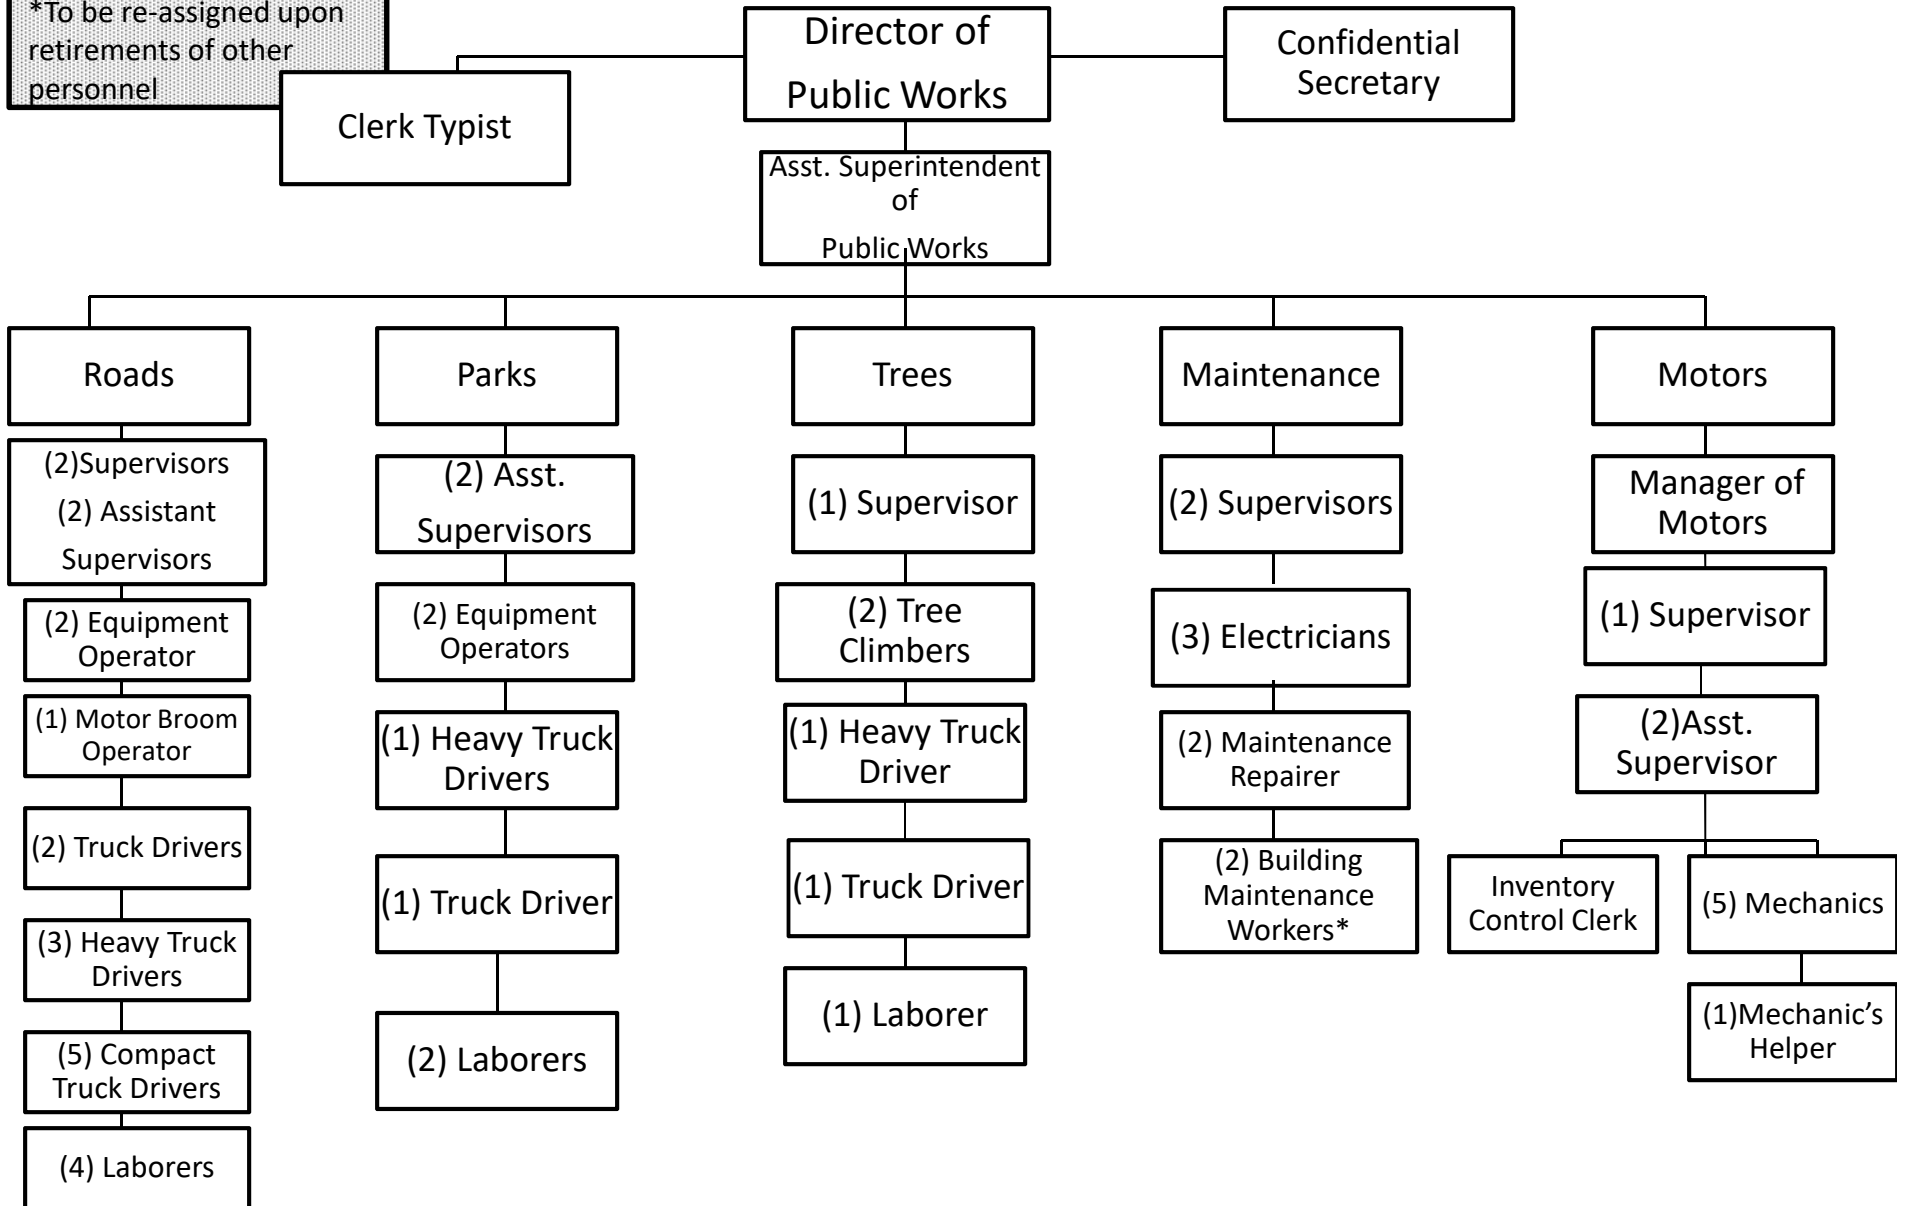 *To be re-assigned upon
retirements of other
personnel
Clerk Typist
Director of
Public Works
Confidential
Secretary
Asst. Superintendent
of
Public Works
Roads
(2)Supervisors
(2) Assistant
Supervisors
(2) Equipment
Operator
(1) Motor Broom
Operator
(2) Truck Drivers
(3) Heavy Truck
Drivers
(5) Compact
Truck Drivers
(4) Laborers
Parks
(2) Asst.
Supervisors
(2) Equipment
Operators
(1) Heavy Truck
Drivers
(1) Truck Driver
(2) Laborers
Trees
(1) Supervisor
(2) Tree
Climbers
(1) Heavy Truck
Driver
(1) Truck Driver
(1) Laborer
Maintenance
(2) Supervisors
(3) Electricians
(2) Maintenance
Repairer
(2) Building
Maintenance
Workers*
Motors
Manager of
Motors
(1) Supervisor
(2)Asst.
Supervisor
Inventory
Control Clerk
(5) Mechanics
(1)Mechanic’s
Helper